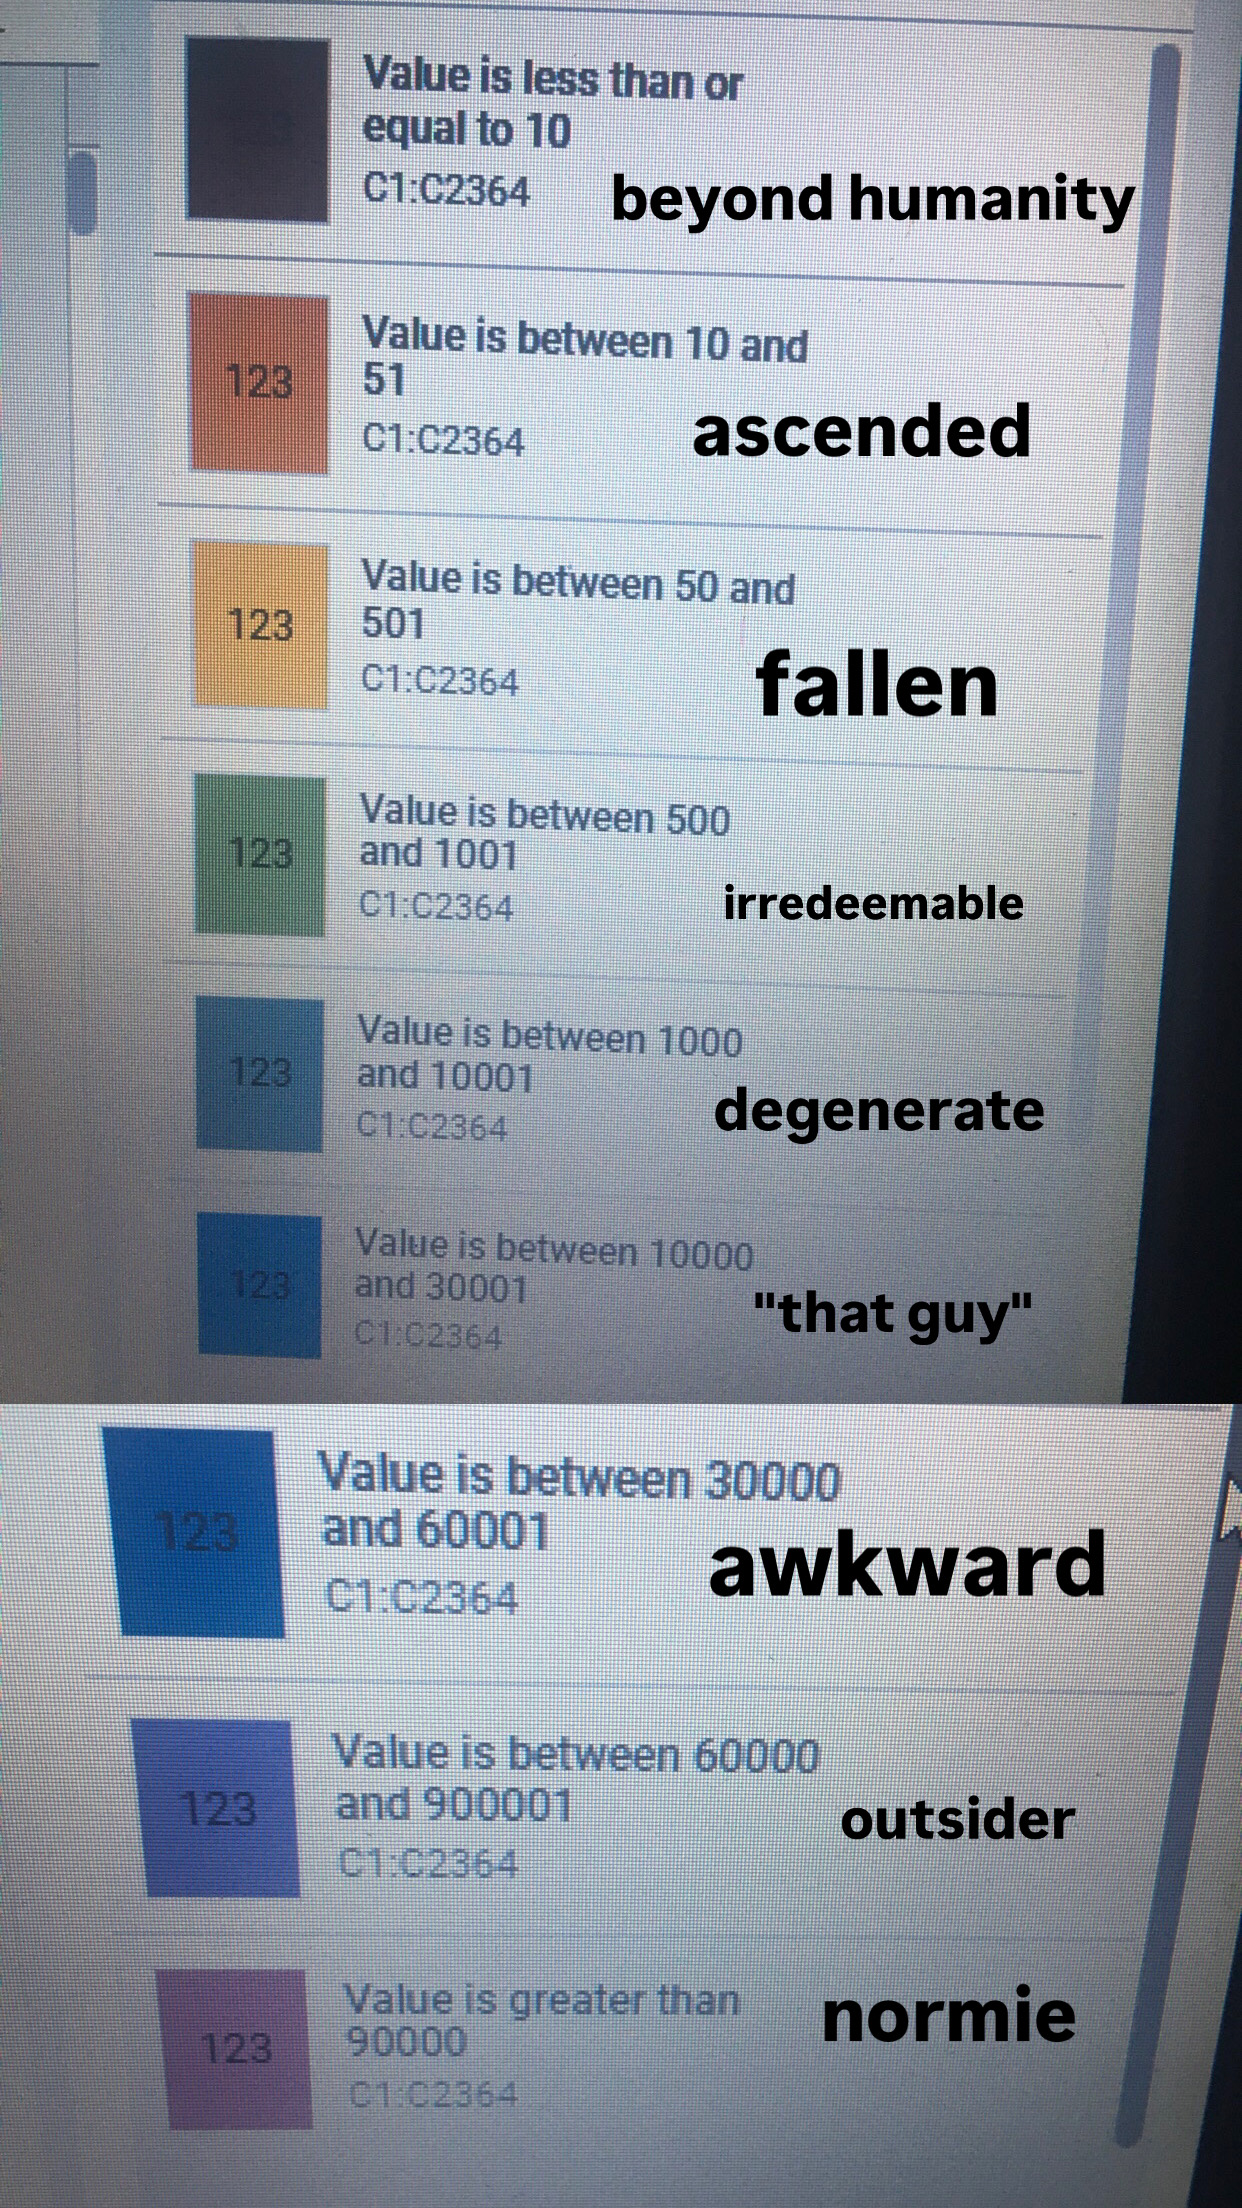 123
Value is less than or
equal to 10
C1:C2364
beyond humanity
123
Value is between 10 and
51
C1:C2364
ascended
123
Value is between 50 and
501
C1:C2364
fallen
123
Value is between 500
and 1001
C1:C2364
irredeemable
123
Value is between 1000
and 10001
C1:C2364
degenerate
123
Value is between 10000
and 30001
C1:C2364
"that guy"
123
Value is between 30000
and 60001
C1:C2364
awkward
123
Value is between 60000
and 900001
C1:C2364
outsider
123
Value is greater than
90000
C1:C2364
normie